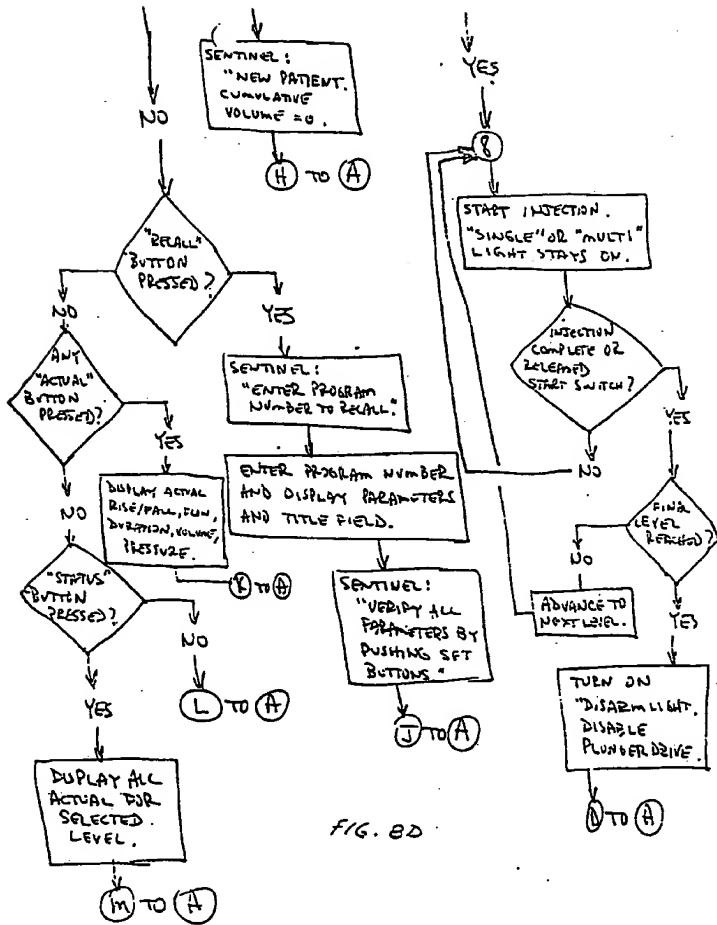 NO
SENTINEL:
"NEW PATIENT.
CUMULATIVE
VOLUME = 0.
H TO A
"RECALL"
BUTTON
PRESSED?
NO
YES
ANY
"ACTUAL"
BUTTON
PRESSED?
YES
NO
DISPLAY ACTUAL
RISE/FALL, FLOW,
DURATION, VOLUME,
PRESSURE.
K TO A
"STATUS"
BUTTON
PRESSED?
NO
L TO A
YES
DISPLAY ALL
ACTUAL FOR
SELECTED
LEVEL.
M TO A
SENTINEL:
"ENTER PROGRAM
NUMBER TO RECALL."
ENTER PROGRAM NUMBER
AND DISPLAY PARAMETERS
AND TITLE FIELD.
SENTINEL:
"VERIFY ALL
PARAMETERS BY
PUSHING SET
BUTTONS."
J TO A
YES
8
START INJECTION.
"SINGLE" OR "MULTI"
LIGHT STAYS ON.
INJECTION
COMPLETE OR
RELEASED
START SWITCH?
YES
NO
FINAL
LEVEL
REACHED?
NO
ADVANCE TO
NEXT LEVEL.
YES
TURN ON
"DISARM LIGHT.
DISABLE
PLUNGER DRIVE.
D TO A
FIG. 8D